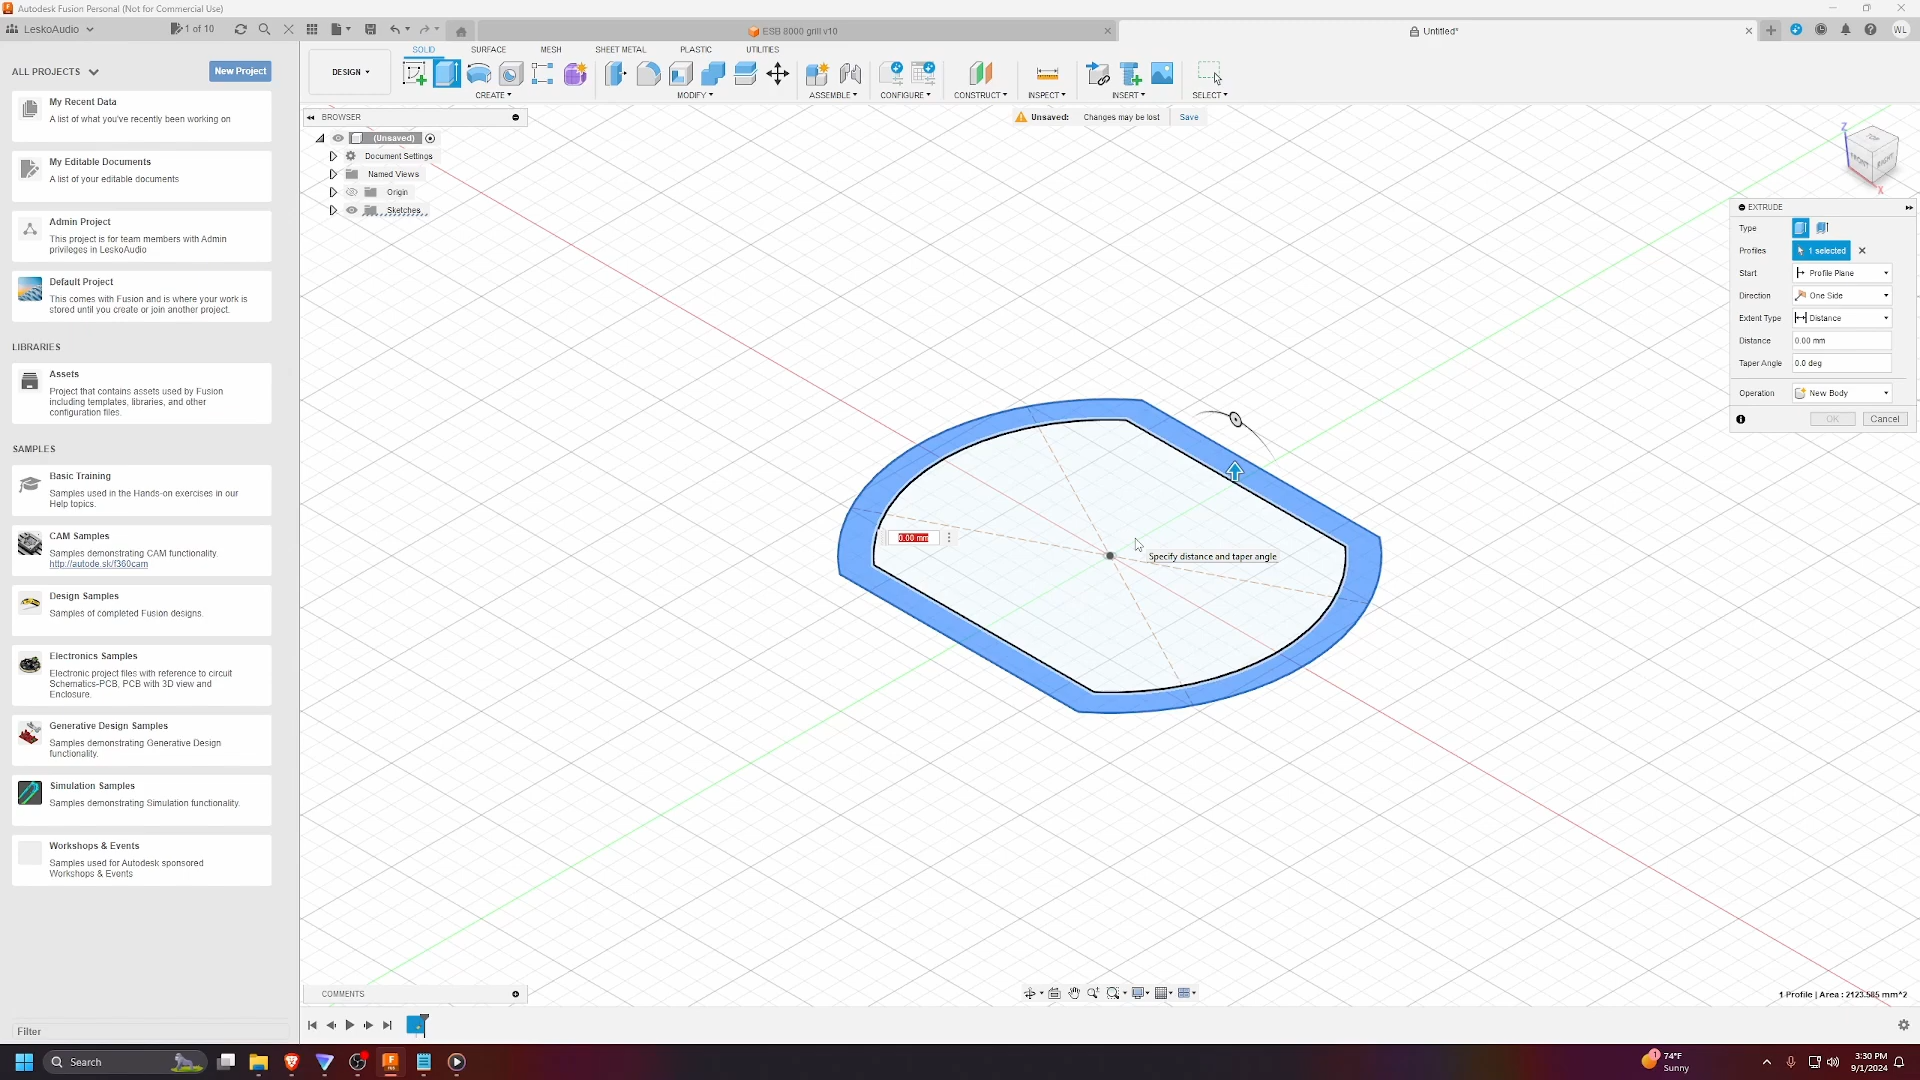 Autodesk Fusion Personal (Not for Commercial Use)
LeskoAudio
1 of 10
ESB 8000 grill v10
Untitled*
WL
ALL PROJECTS
New Project
My Recent Data
A list of what you've recently been working on
My Editable Documents
A list of your editable documents
Admin Project
This project is for team members with Admin
privileges in LeskoAudio
Default Project
This comes with Fusion and is where your work is
stored until you create or join another project.
LIBRARIES
Assets
Project that contains assets used by Fusion
including templates, libraries, and other
configuration files.
SAMPLES
Basic Training
Samples used in the Hands-on exercises in our
Help topics.
CAM Samples
Samples demonstrating CAM functionality.
http://autode.sk/f360cam
Design Samples
Samples of completed Fusion designs.
Electronics Samples
Electronic project files with reference to circuit
Schematics-PCB, PCB with 3D view and
Enclosure.
Generative Design Samples
Samples demonstrating Generative Design
functionality.
Simulation Samples
Samples demonstrating Simulation functionality.
Workshops & Events
Samples used for Autodesk sponsored
Workshops & Events
Filter
DESIGN
SOLID
SURFACE
MESH
SHEET METAL
PLASTIC
UTILITIES
CREATE
MODIFY
ASSEMBLE
CONFIGURE
CONSTRUCT
INSPECT
INSERT
SELECT
BROWSER
(Unsaved)
Document Settings
Named Views
Origin
Sketches
Unsaved: Changes may be lost Save
Z
TOP
FRONT
RIGHT
X
EXTRUDE
Type
Profiles 1 selected
Start Profile Plane
Direction One Side
Extent Type Distance
Distance 0.00 mm
Taper Angle 0.0 deg
Operation New Body
OK Cancel
0.00 mm
Specify distance and taper angle
COMMENTS
1 Profile | Area : 2123.585 mm^2
Search
74°F
Sunny
1
3:30 PM
9/1/2024